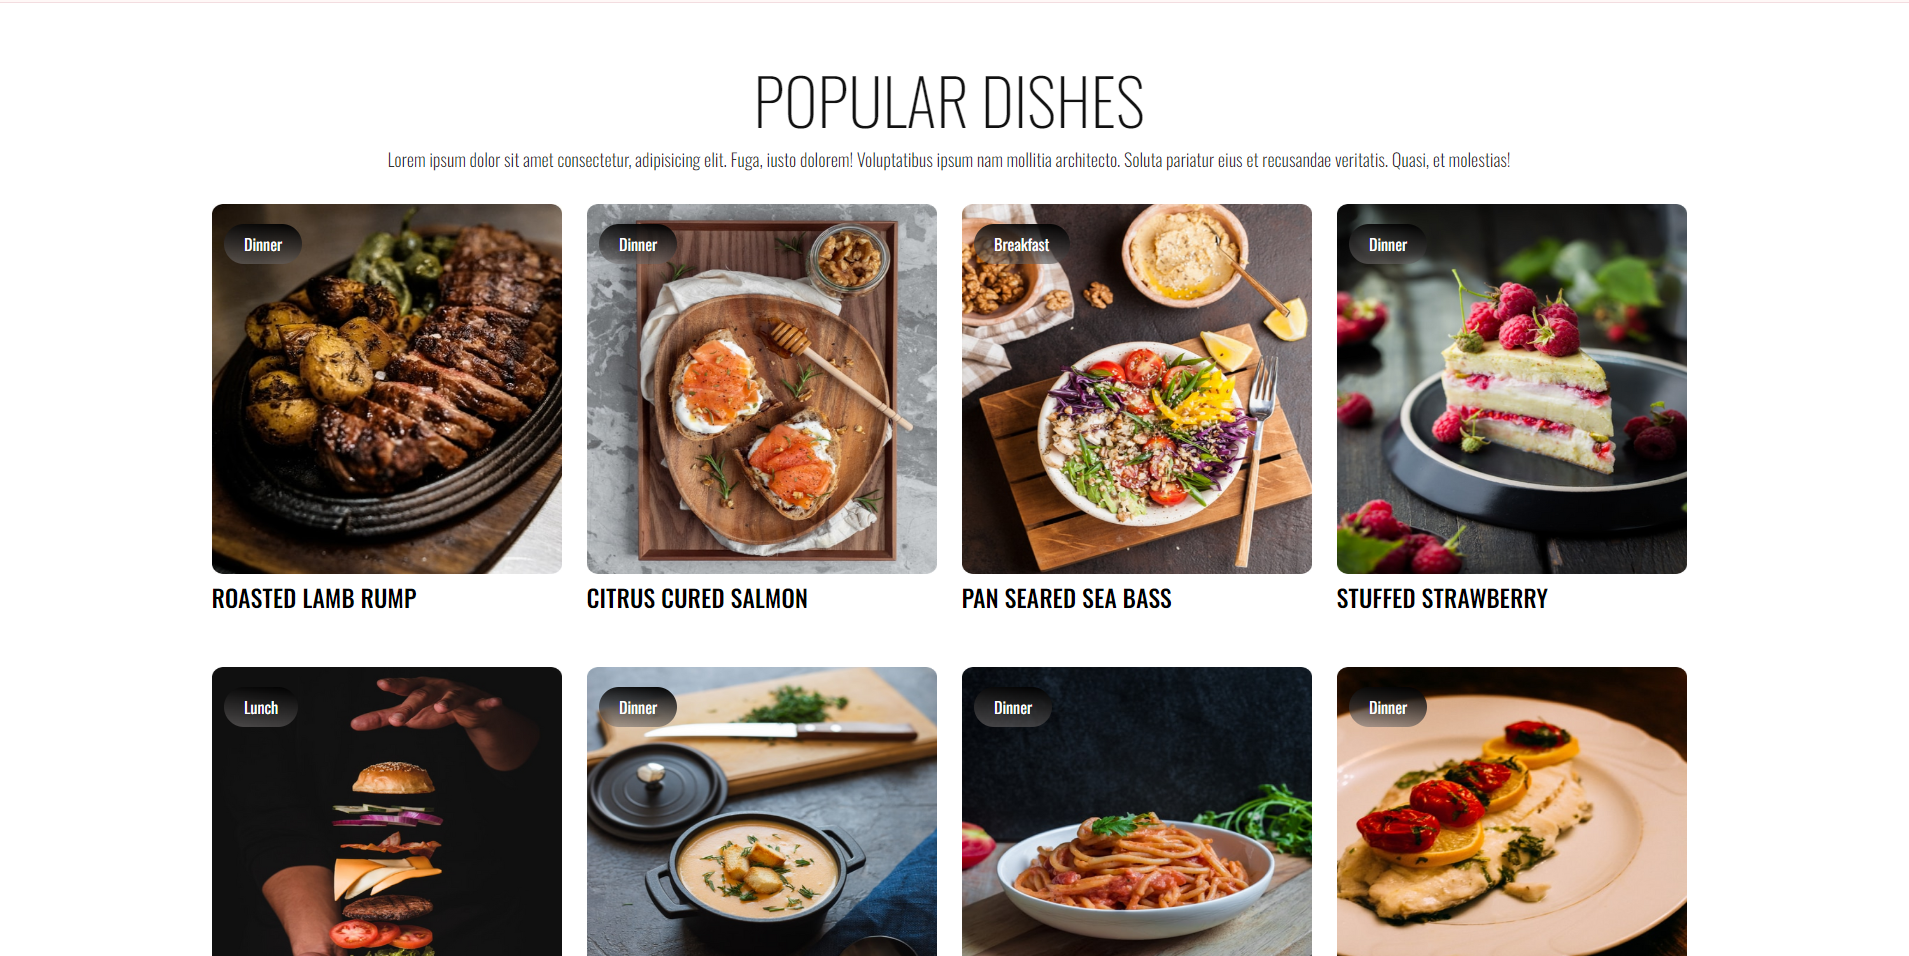 POPULAR DISHES
Lorem ipsum dolor sit amet consectetur, adipisicing elit. Fuga, iusto dolorem! Voluptatibus ipsum nam mollitia architecto. Soluta pariatur eius et recusandae veritatis. Quasi, et molestias!
Dinner
Dinner
Breakfast
Dinner
ROASTED LAMB RUMP
CITRUS CURED SALMON
PAN SEARED SEA BASS
STUFFED STRAWBERRY
Lunch
Dinner
Dinner
Dinner